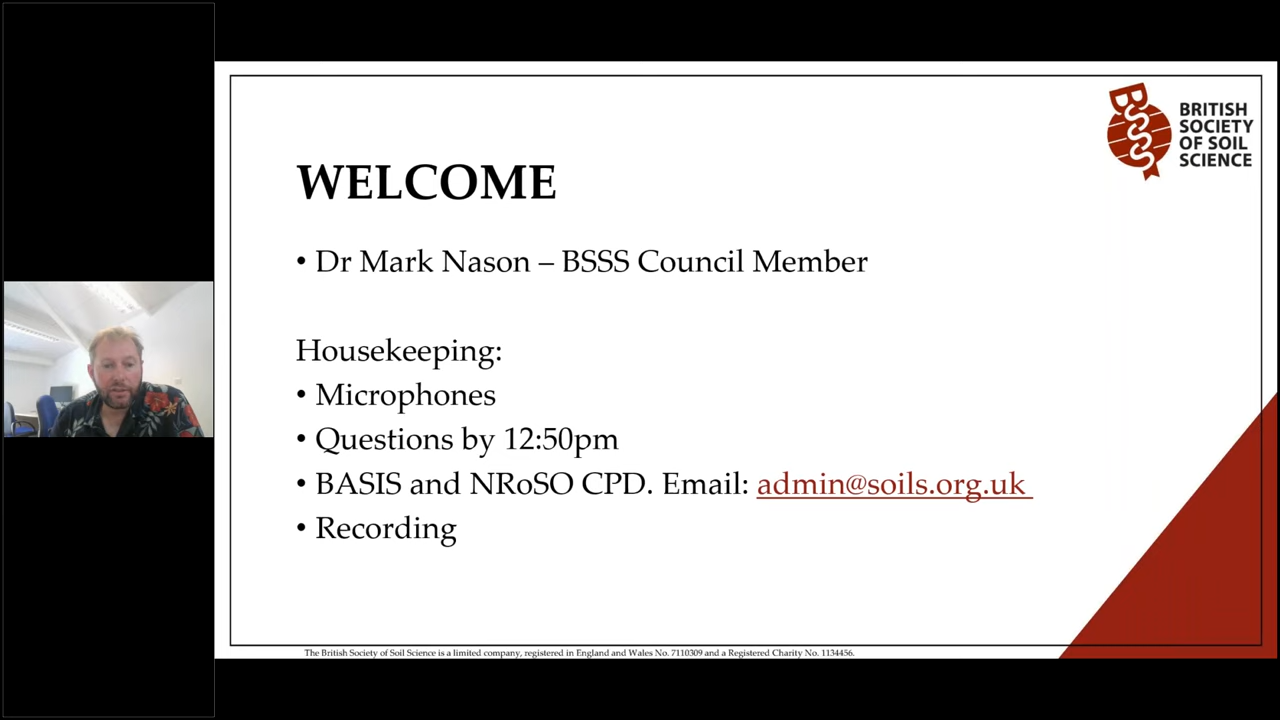 BSSS
BRITISH
SOCIETY
OF SOIL
SCIENCE
WELCOME
• Dr Mark Nason – BSSS Council Member
Housekeeping:
• Microphones
• Questions by 12:50pm
• BASIS and NRoSO CPD. Email: admin@soils.org.uk
• Recording
The British Society of Soil Science is a limited company, registered in England and Wales No. 7110309 and a Registered Charity No. 1134456.